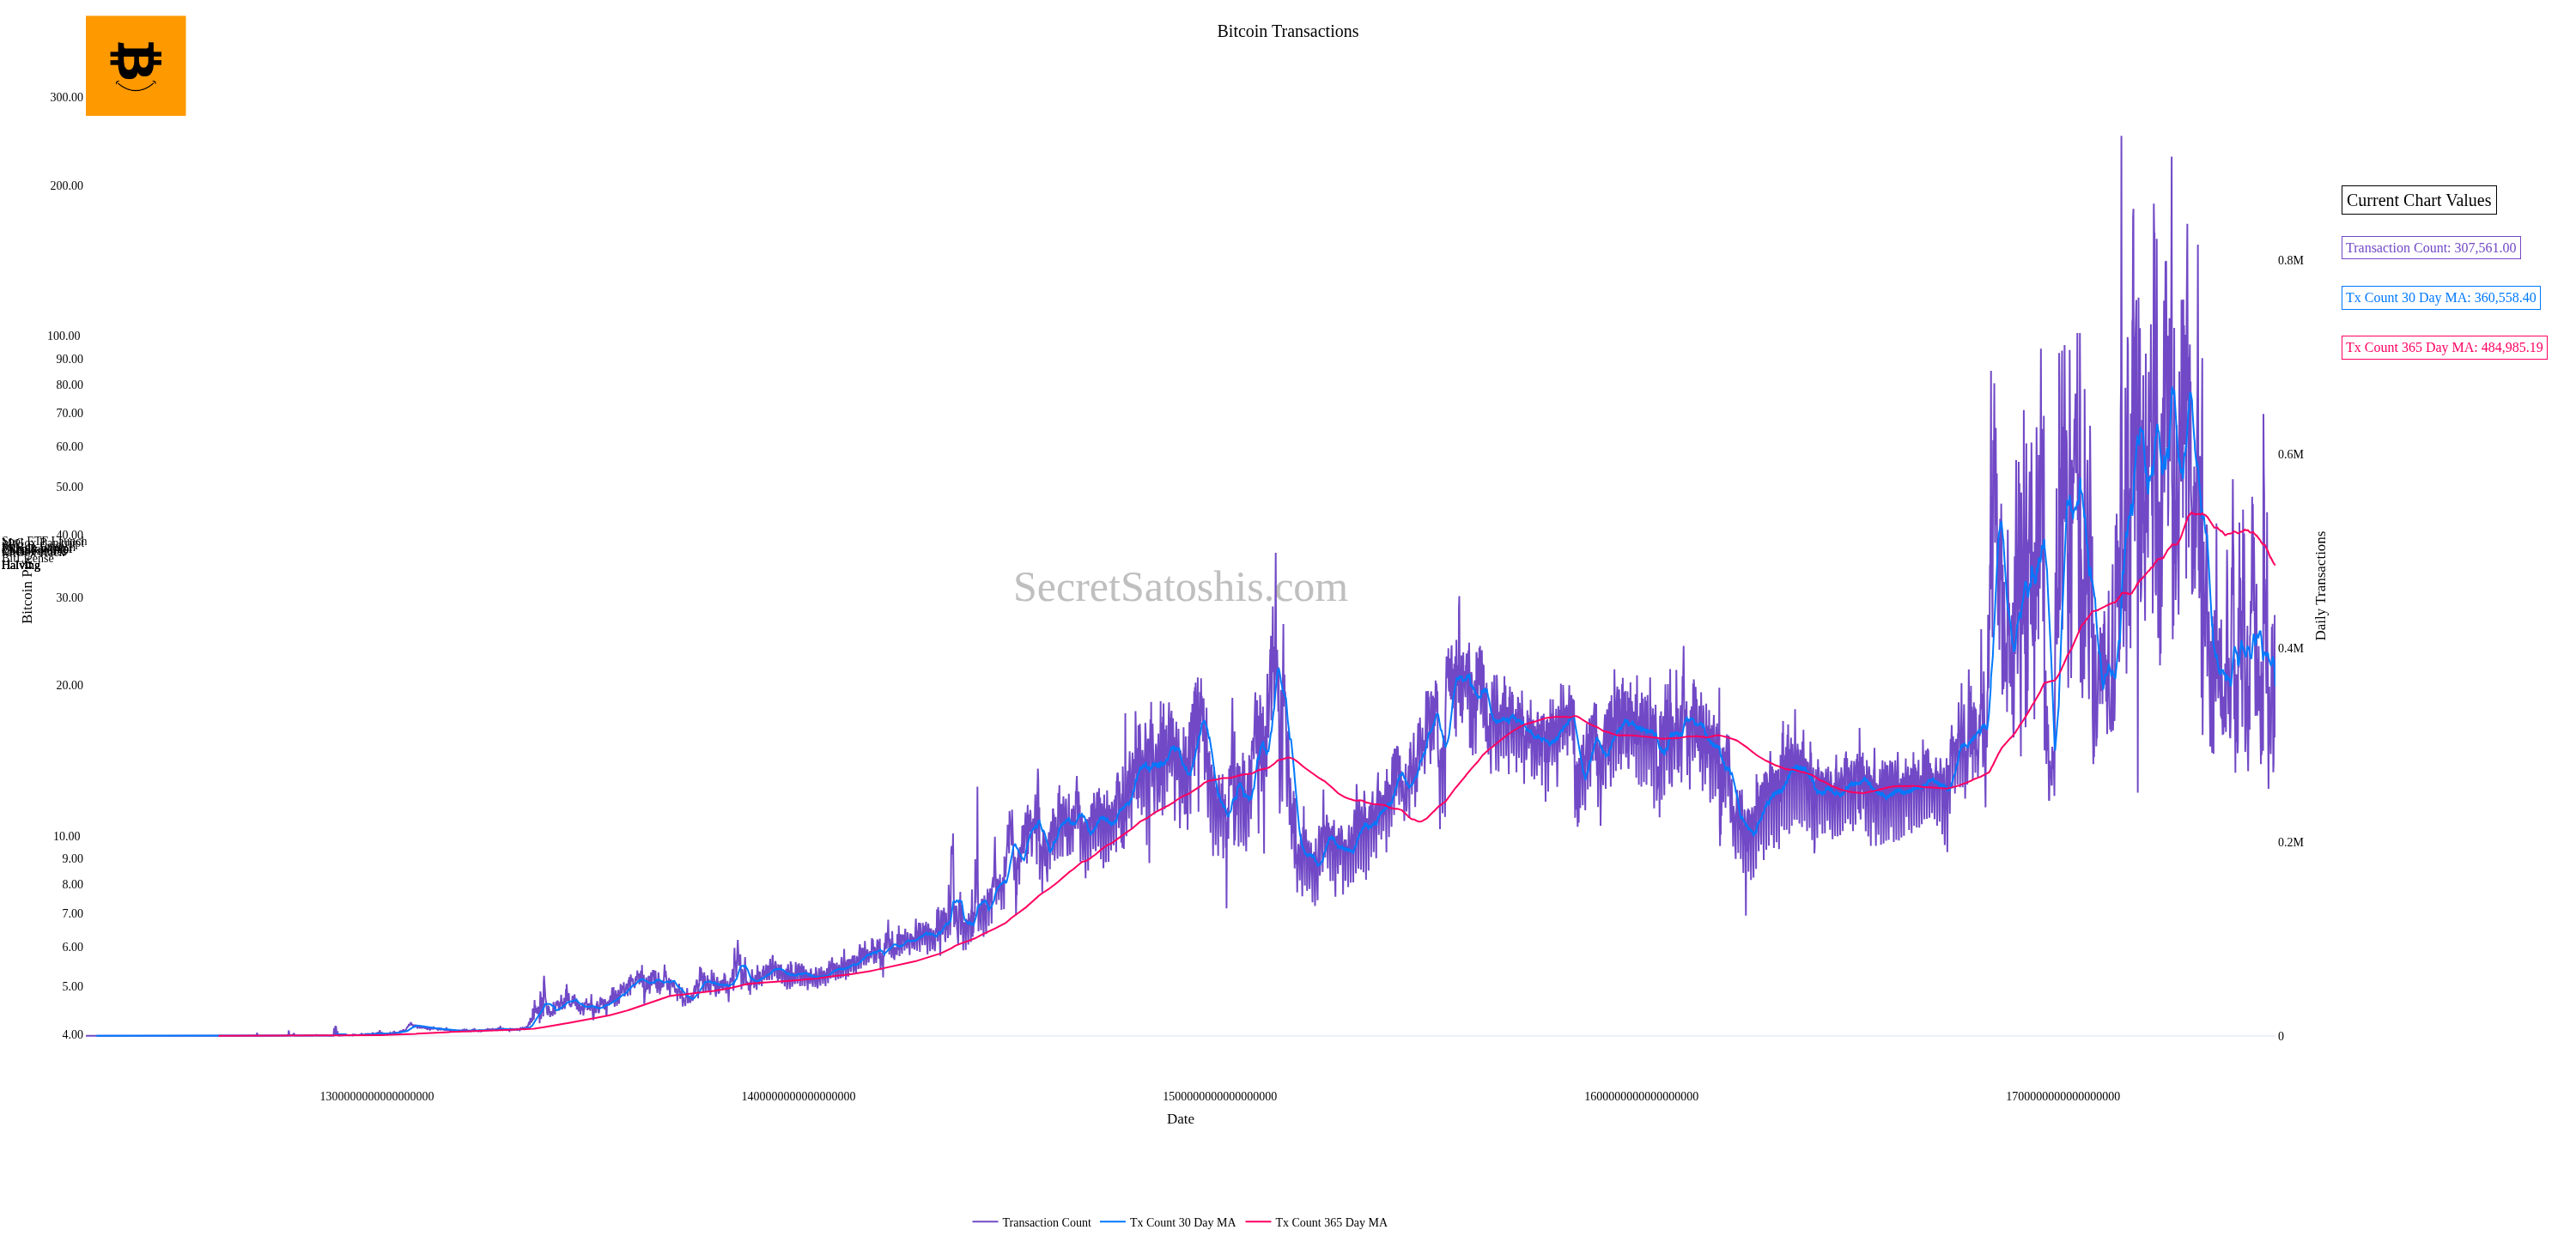 Bitcoin Transactions
300.00
200.00
100.00
90.00
80.00
70.00
60.00
50.00
40.00
30.00
20.00
10.00
9.00
8.00
7.00
6.00
5.00
4.00
Halving
SecretSatoshis.com
0.8M
0.6M
0.4M
0.2M
0
Daily Transactions
Current Chart Values
Transaction Count: 307,561.00
Tx Count 30 Day MA: 360,558.40
Tx Count 365 Day MA: 484,985.19
1300000000000000000
1400000000000000000
1500000000000000000
1600000000000000000
1700000000000000000
Date
Transaction Count
Tx Count 30 Day MA
Tx Count 365 Day MA